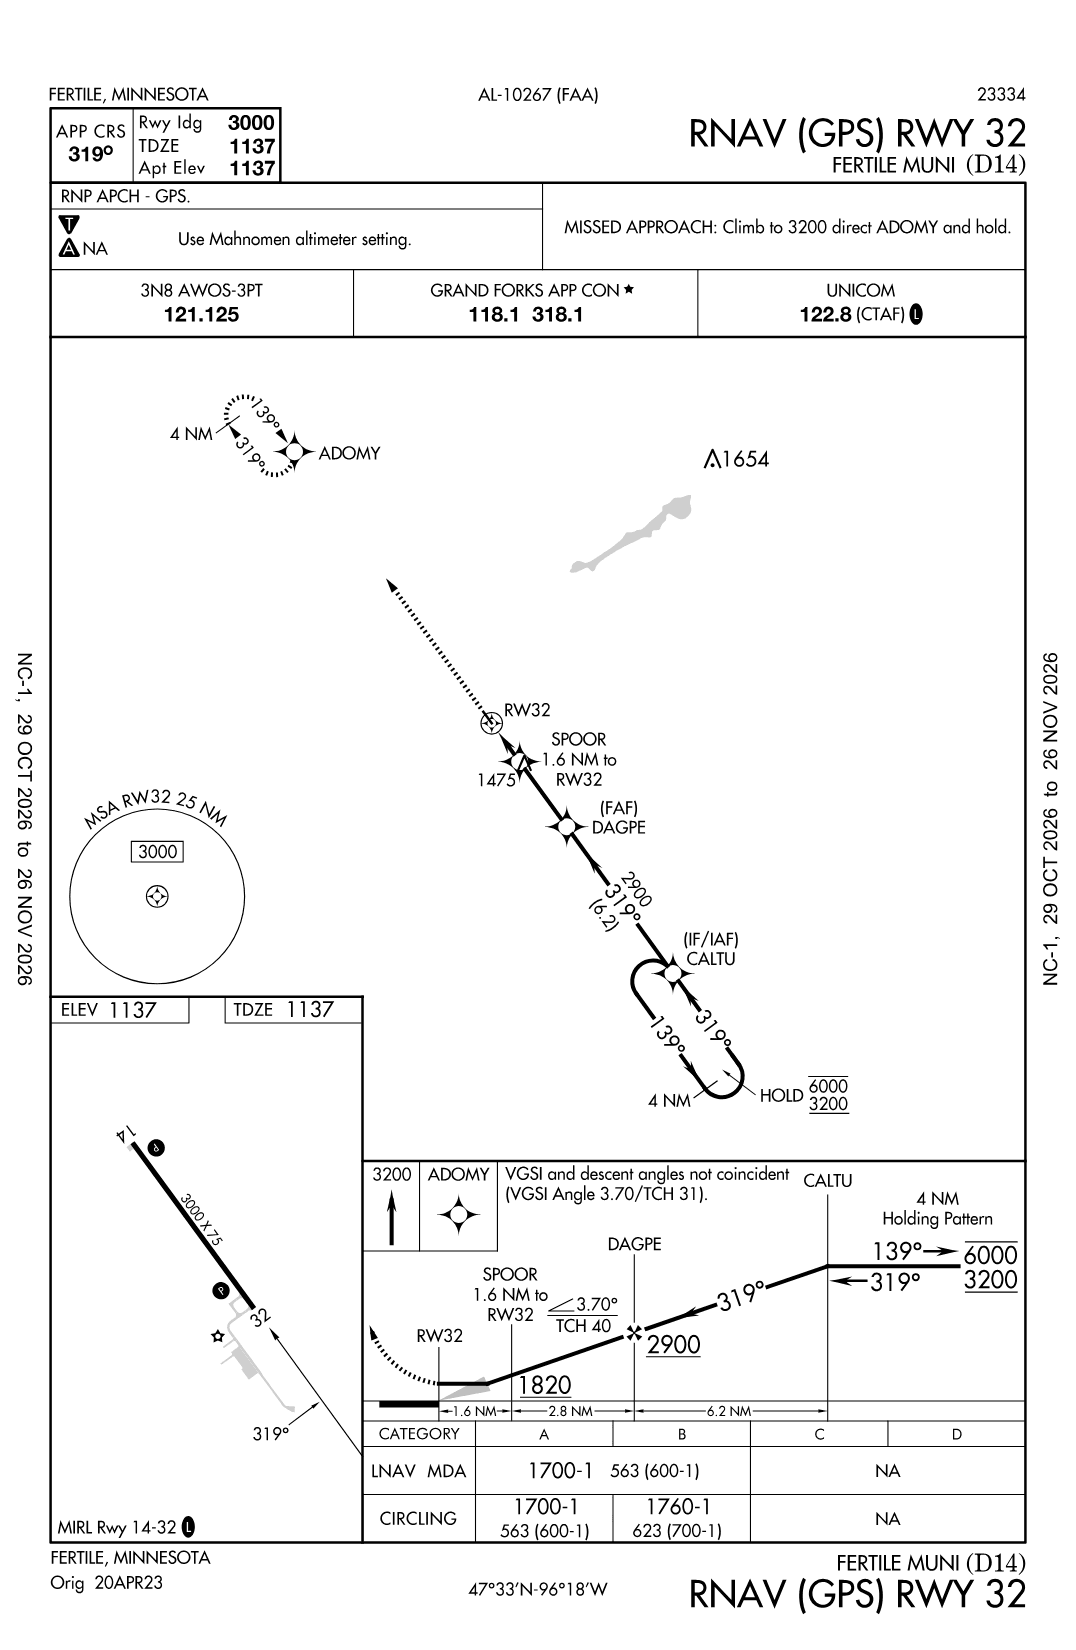 FERTILE, MINNESOTA
AL-10267 (FAA)
23334
APP CRS
319°
Rwy Idg 3000
TDZE 1137
Apt Elev 1137
RNAV (GPS) RWY 32
FERTILE MUNI (D14)
RNP APCH - GPS.
T
A NA
Use Mahnomen altimeter setting.
MISSED APPROACH: Climb to 3200 direct ADOMY and hold.
3N8 AWOS-3PT
121.125
GRAND FORKS APP CON
118.1 318.1
UNICOM
122.8 (CTAF) L
139°
4 NM
319°
ADOMY
1654
RW32
SPOOR
1.6 NM to
RW32
1475
(FAF)
DAGPE
2900
319°
(6.2)
(IF/IAF)
CALTU
139°
319°
4 NM
HOLD 6000
3200
MSA RW32 25 NM
3000
NC-1, 29 OCT 2026 to 26 NOV 2026
NC-1, 29 OCT 2026 to 26 NOV 2026
ELEV 1137
TDZE 1137
14
P
3000 X 75
P
32
319°
MIRL Rwy 14-32 L
3200
ADOMY
VGSI and descent angles not coincident
(VGSI Angle 3.70/TCH 31).
CALTU
4 NM
Holding Pattern
139°
6000
319°
3200
DAGPE
SPOOR
1.6 NM to
RW32
3.70°
TCH 40
319°
RW32
2900
1820
1.6 NM
2.8 NM
6.2 NM
CATEGORY A B C D
LNAV MDA 1700-1 563 (600-1) NA
CIRCLING 1700-1 1760-1 NA
563 (600-1) 623 (700-1)
FERTILE, MINNESOTA
Orig 20APR23
47°33'N-96°18'W
FERTILE MUNI (D14)
RNAV (GPS) RWY 32